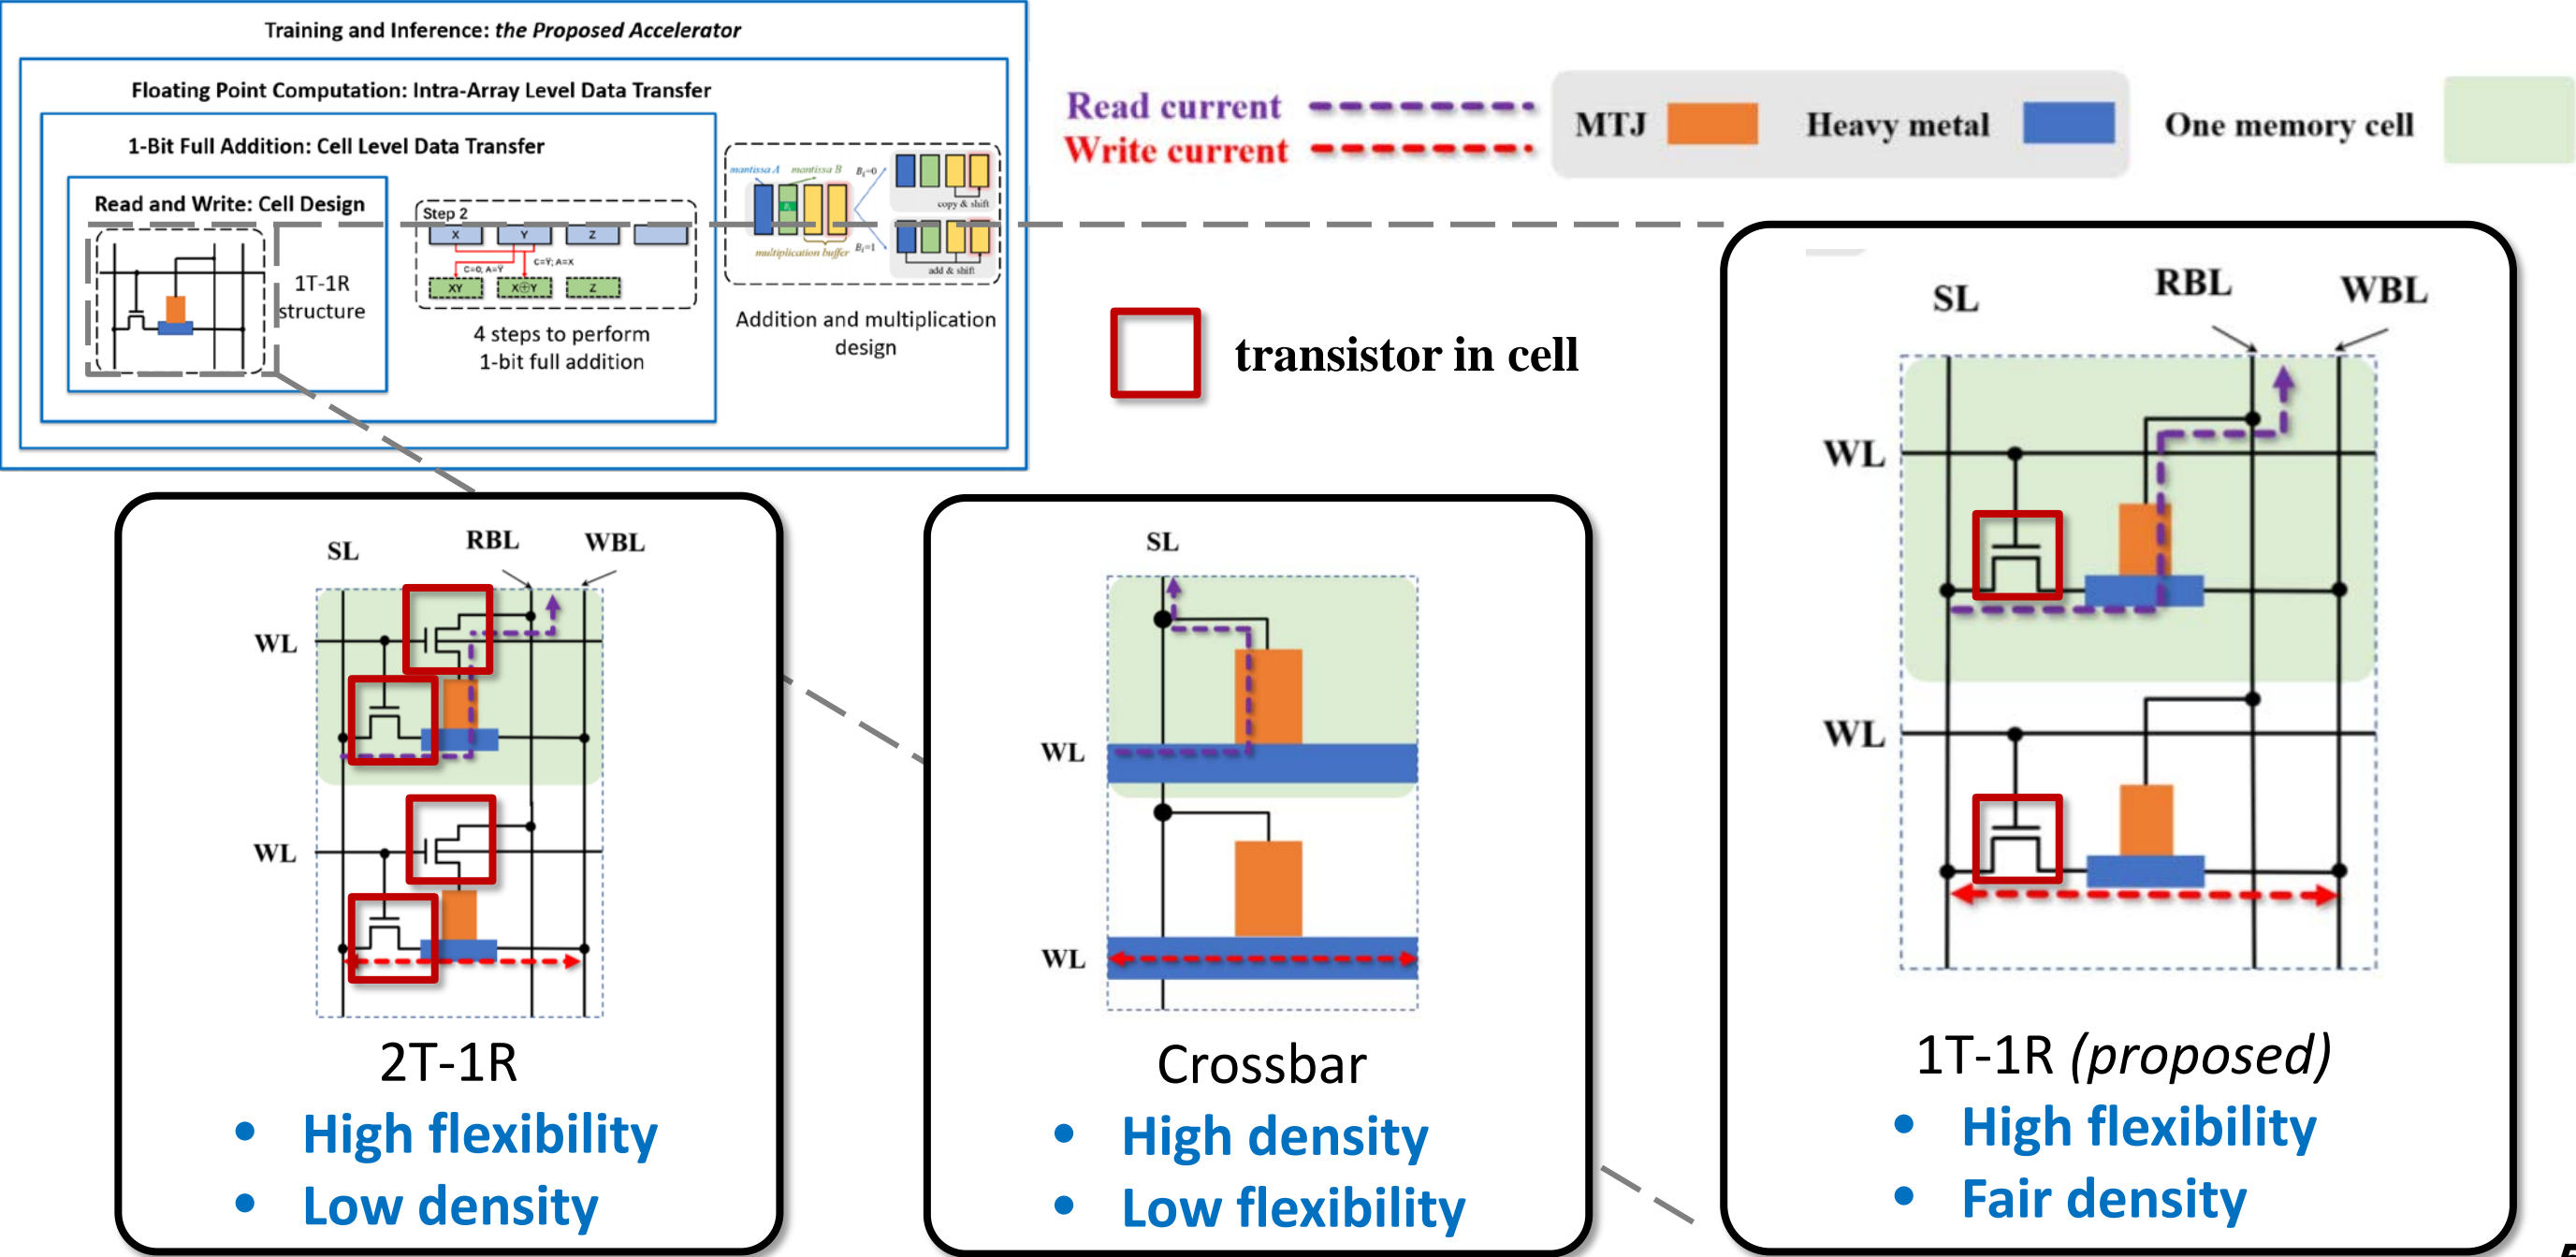 Training and Inference: the Proposed Accelerator
Floating Point Computation: Intra-Array Level Data Transfer
1-Bit Full Addition: Cell Level Data Transfer
Read and Write: Cell Design
1T-1R
structure
Step 2
X Y Z
C=0; A=Y
C=Y; A=X
XY X⊕Y Z
4 steps to perform
1-bit full addition
mantissa A mantissa B
Bᵢ=0
copy & shift
Bᵢ=1
multiplication buffer
add & shift
Addition and multiplication
design
Read current
Write current
MTJ Heavy metal One memory cell
transistor in cell
SL RBL WBL
WL
WL
2T-1R
• High flexibility
• Low density
SL
WL
WL
Crossbar
• High density
• Low flexibility
SL RBL WBL
WL
WL
1T-1R (proposed)
• High flexibility
• Fair density